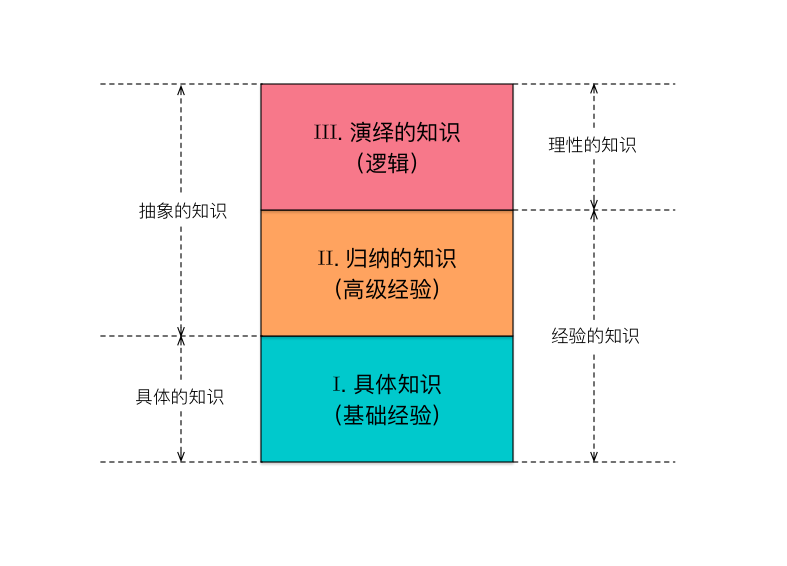 III. 演绎的知识
（逻辑）
理性的知识
抽象的知识
II. 归纳的知识
（高级经验）
经验的知识
I. 具体知识
（基础经验）
具体的知识